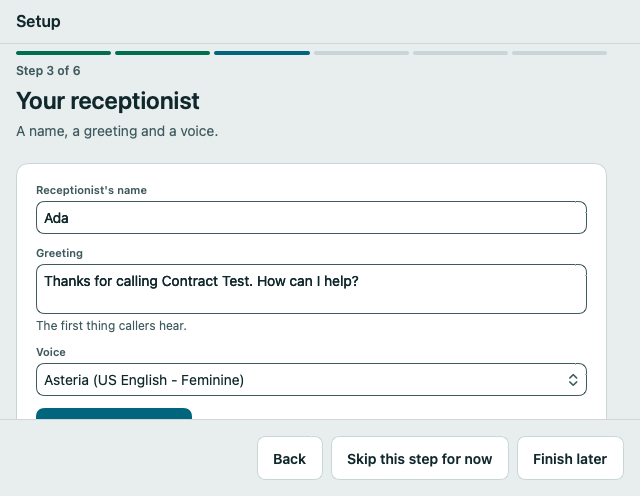 Setup
Step 3 of 6
Your receptionist
A name, a greeting and a voice.
Receptionist's name
Ada
Greeting
Thanks for calling Contract Test. How can I help?
The first thing callers hear.
Voice
Asteria (US English - Feminine)
Back
Skip this step for now
Finish later